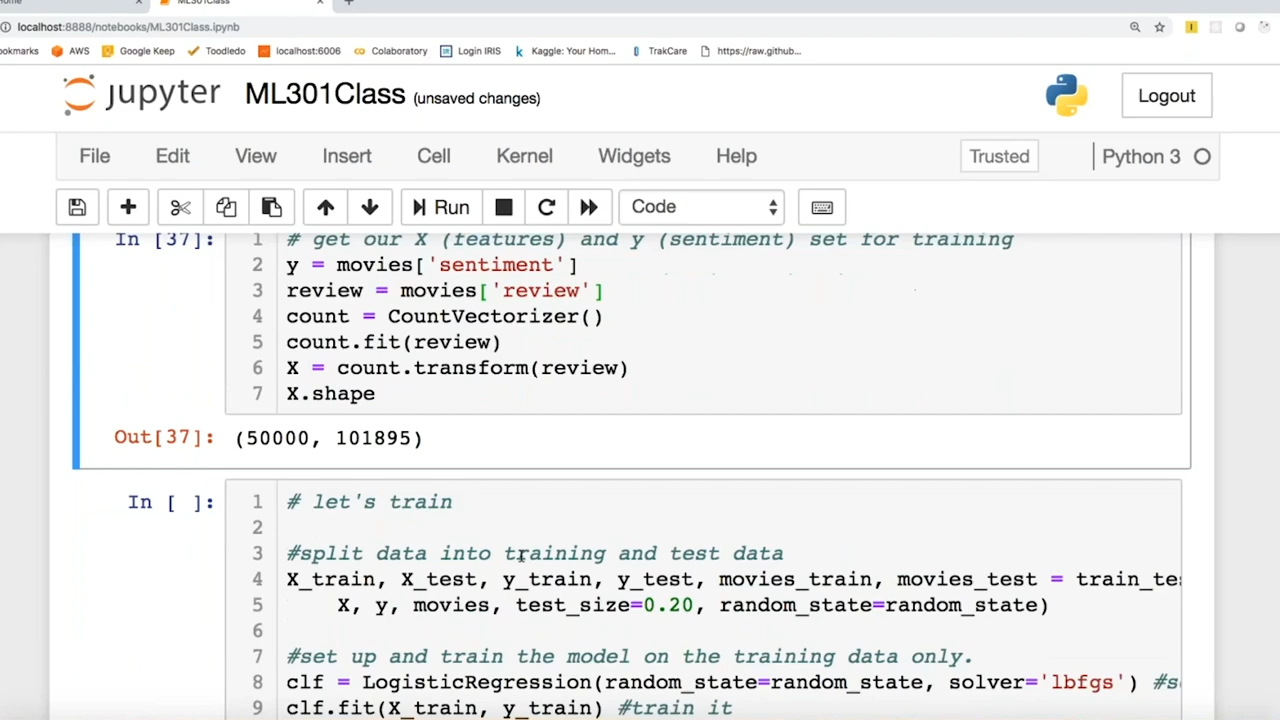 Home × ML301Class × +
localhost:8888/notebooks/ML301Class.ipynb
ookmarks AWS Google Keep Toodledo localhost:6006 Colaboratory Login IRIS Kaggle: Your Hom... TrakCare https://raw.github...
jupyter ML301Class (unsaved changes) Logout
File Edit View Insert Cell Kernel Widgets Help Trusted Python 3
Run Code
In [37]: 1 # get our X (features) and y (sentiment) set for training
2 y = movies['sentiment']
3 review = movies['review']
4 count = CountVectorizer()
5 count.fit(review)
6 X = count.transform(review)
7 X.shape
Out[37]: (50000, 101895)
In [ ]: 1 # let's train
2
3 #split data into training and test data
4 X_train, X_test, y_train, y_test, movies_train, movies_test = train_te
5 X, y, movies, test_size=0.20, random_state=random_state)
6
7 #set up and train the model on the training data only.
8 clf = LogisticRegression(random_state=random_state, solver='lbfgs') #s
9 clf.fit(X_train, y_train) #train it